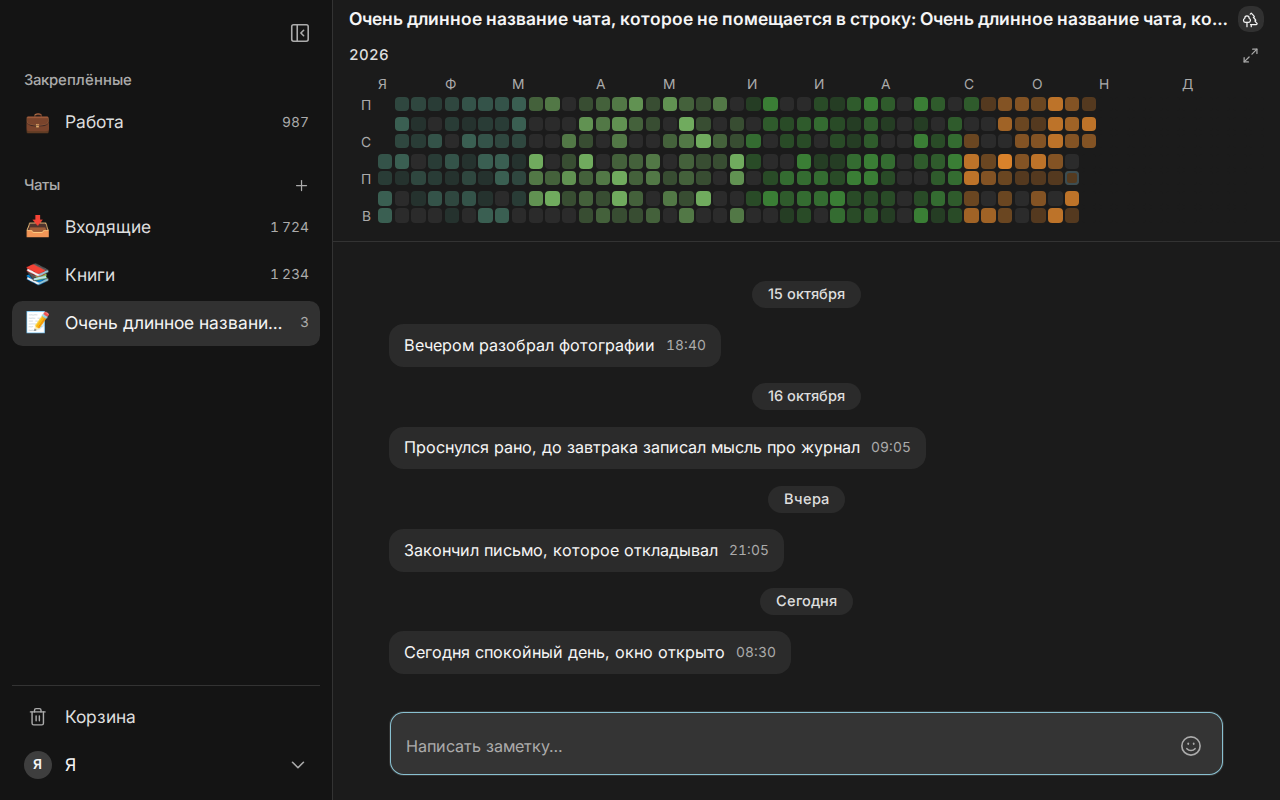 Закреплённые
💼 Работа 987
Чаты
📥 Входящие 1 724
📚 Книги 1 234
📝 Очень длинное названи... 3
Корзина
Я Я
Очень длинное название чата, которое не помещается в строку: Очень длинное название чата, ко...
2026
Я Ф М А М И И А С О Н Д
П
С
П
В
15 октября
Вечером разобрал фотографии 18:40
16 октября
Проснулся рано, до завтрака записал мысль про журнал 09:05
Вчера
Закончил письмо, которое откладывал 21:05
Сегодня
Сегодня спокойный день, окно открыто 08:30
Написать заметку...